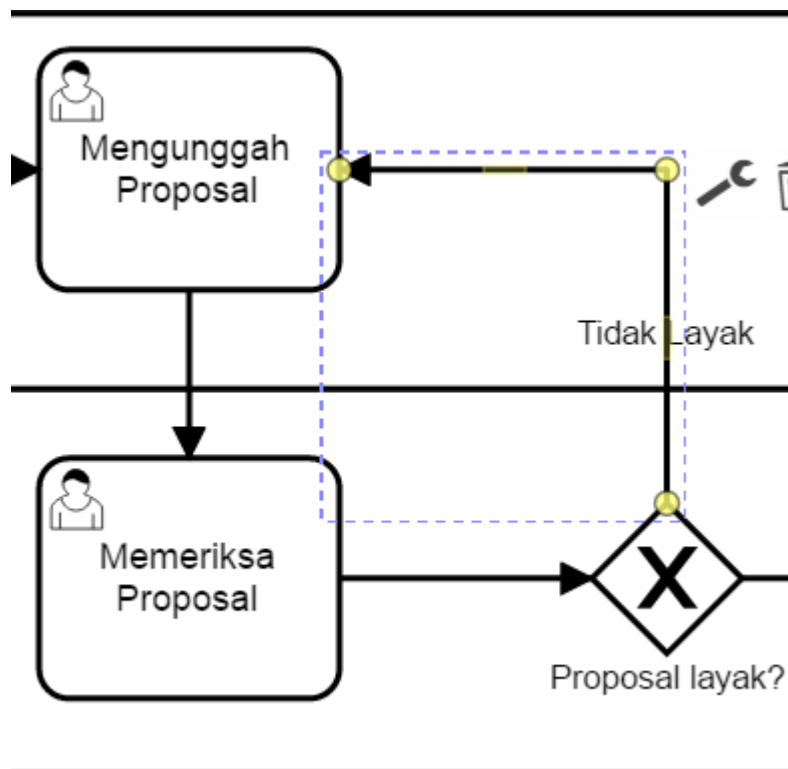 Mengunggah
Proposal
Tidak Layak
Memeriksa
Proposal
Proposal layak?